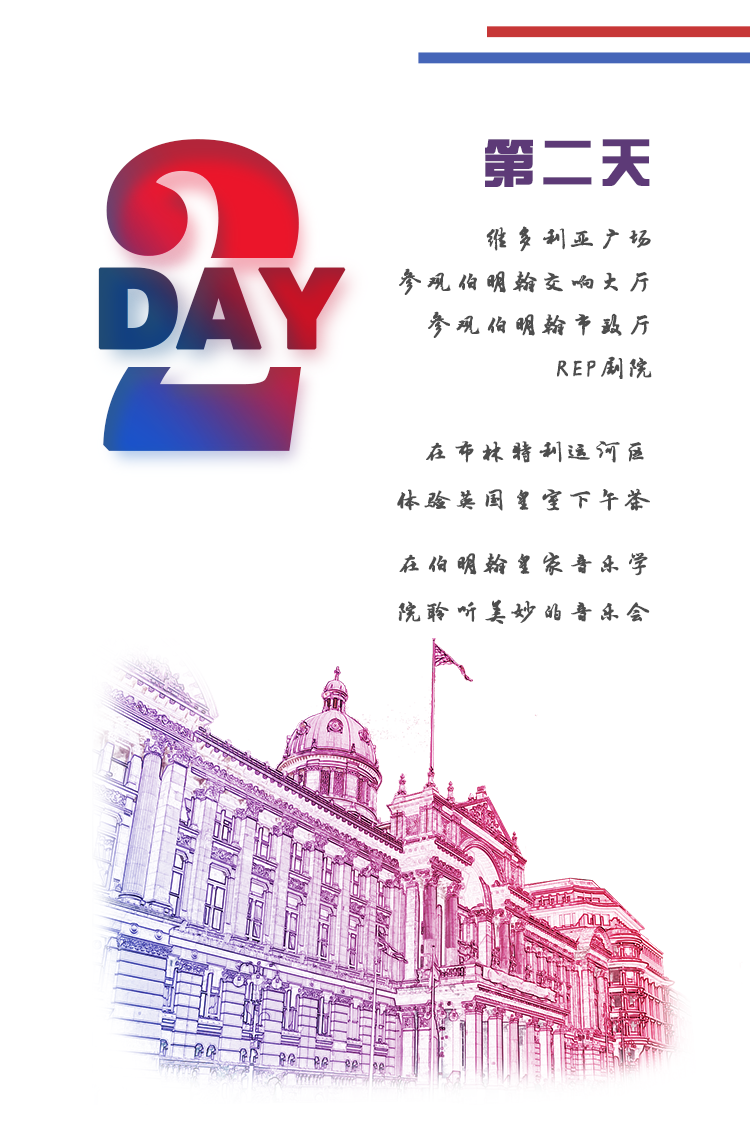 2
DAY
第二天
维多利亚广场
参观伯明翰交响大厅
参观伯明翰市政厅
REP剧院
在布林特利运河区
体验英国皇室下午茶
在伯明翰皇家音乐学
院聆听美妙的音乐会